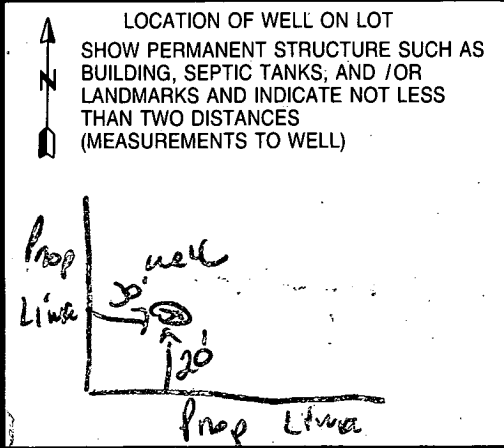 LOCATION OF WELL ON LOT
N
SHOW PERMANENT STRUCTURE SUCH AS
BUILDING, SEPTIC TANKS, AND /OR
LANDMARKS AND INDICATE NOT LESS
THAN TWO DISTANCES
(MEASUREMENTS TO WELL)
Prop
Line
well
30'
20'
Prop Line